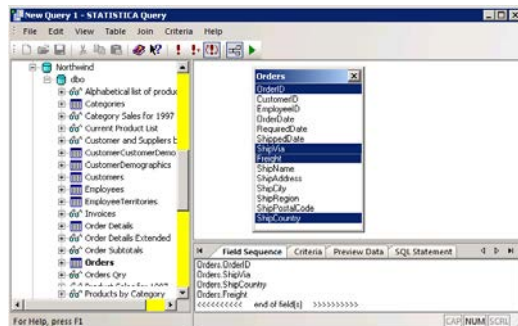 New Query 1 - STATISTICA Query
File Edit View Table Join Criteria Help
Northwind
dbo
Alphabetical list of produc
Categories
Category Sales for 1997
Current Product List
Customer and Suppliers b
CustomerCustomerDemo
CustomerDemographics
Customers
Employees
EmployeeTerritories
Invoices
Order Details
Order Details Extended
Order Subtotals
Orders
Orders Qry
Product Sales for 1997
Products by Category
Orders
OrderID
CustomerID
EmployeeID
OrderDate
RequiredDate
ShippedDate
ShipVia
Freight
ShipName
ShipAddress
ShipCity
ShipRegion
ShipPostalCode
ShipCountry
Field Sequence Criteria Preview Data SQL Statement
Orders.OrderID
Orders.ShipVia
Orders.ShipCountry
Orders.Freight
<<<<<<<<<< end of field(s) >>>>>>>>>>
For Help, press F1
CAP NUM SCRL